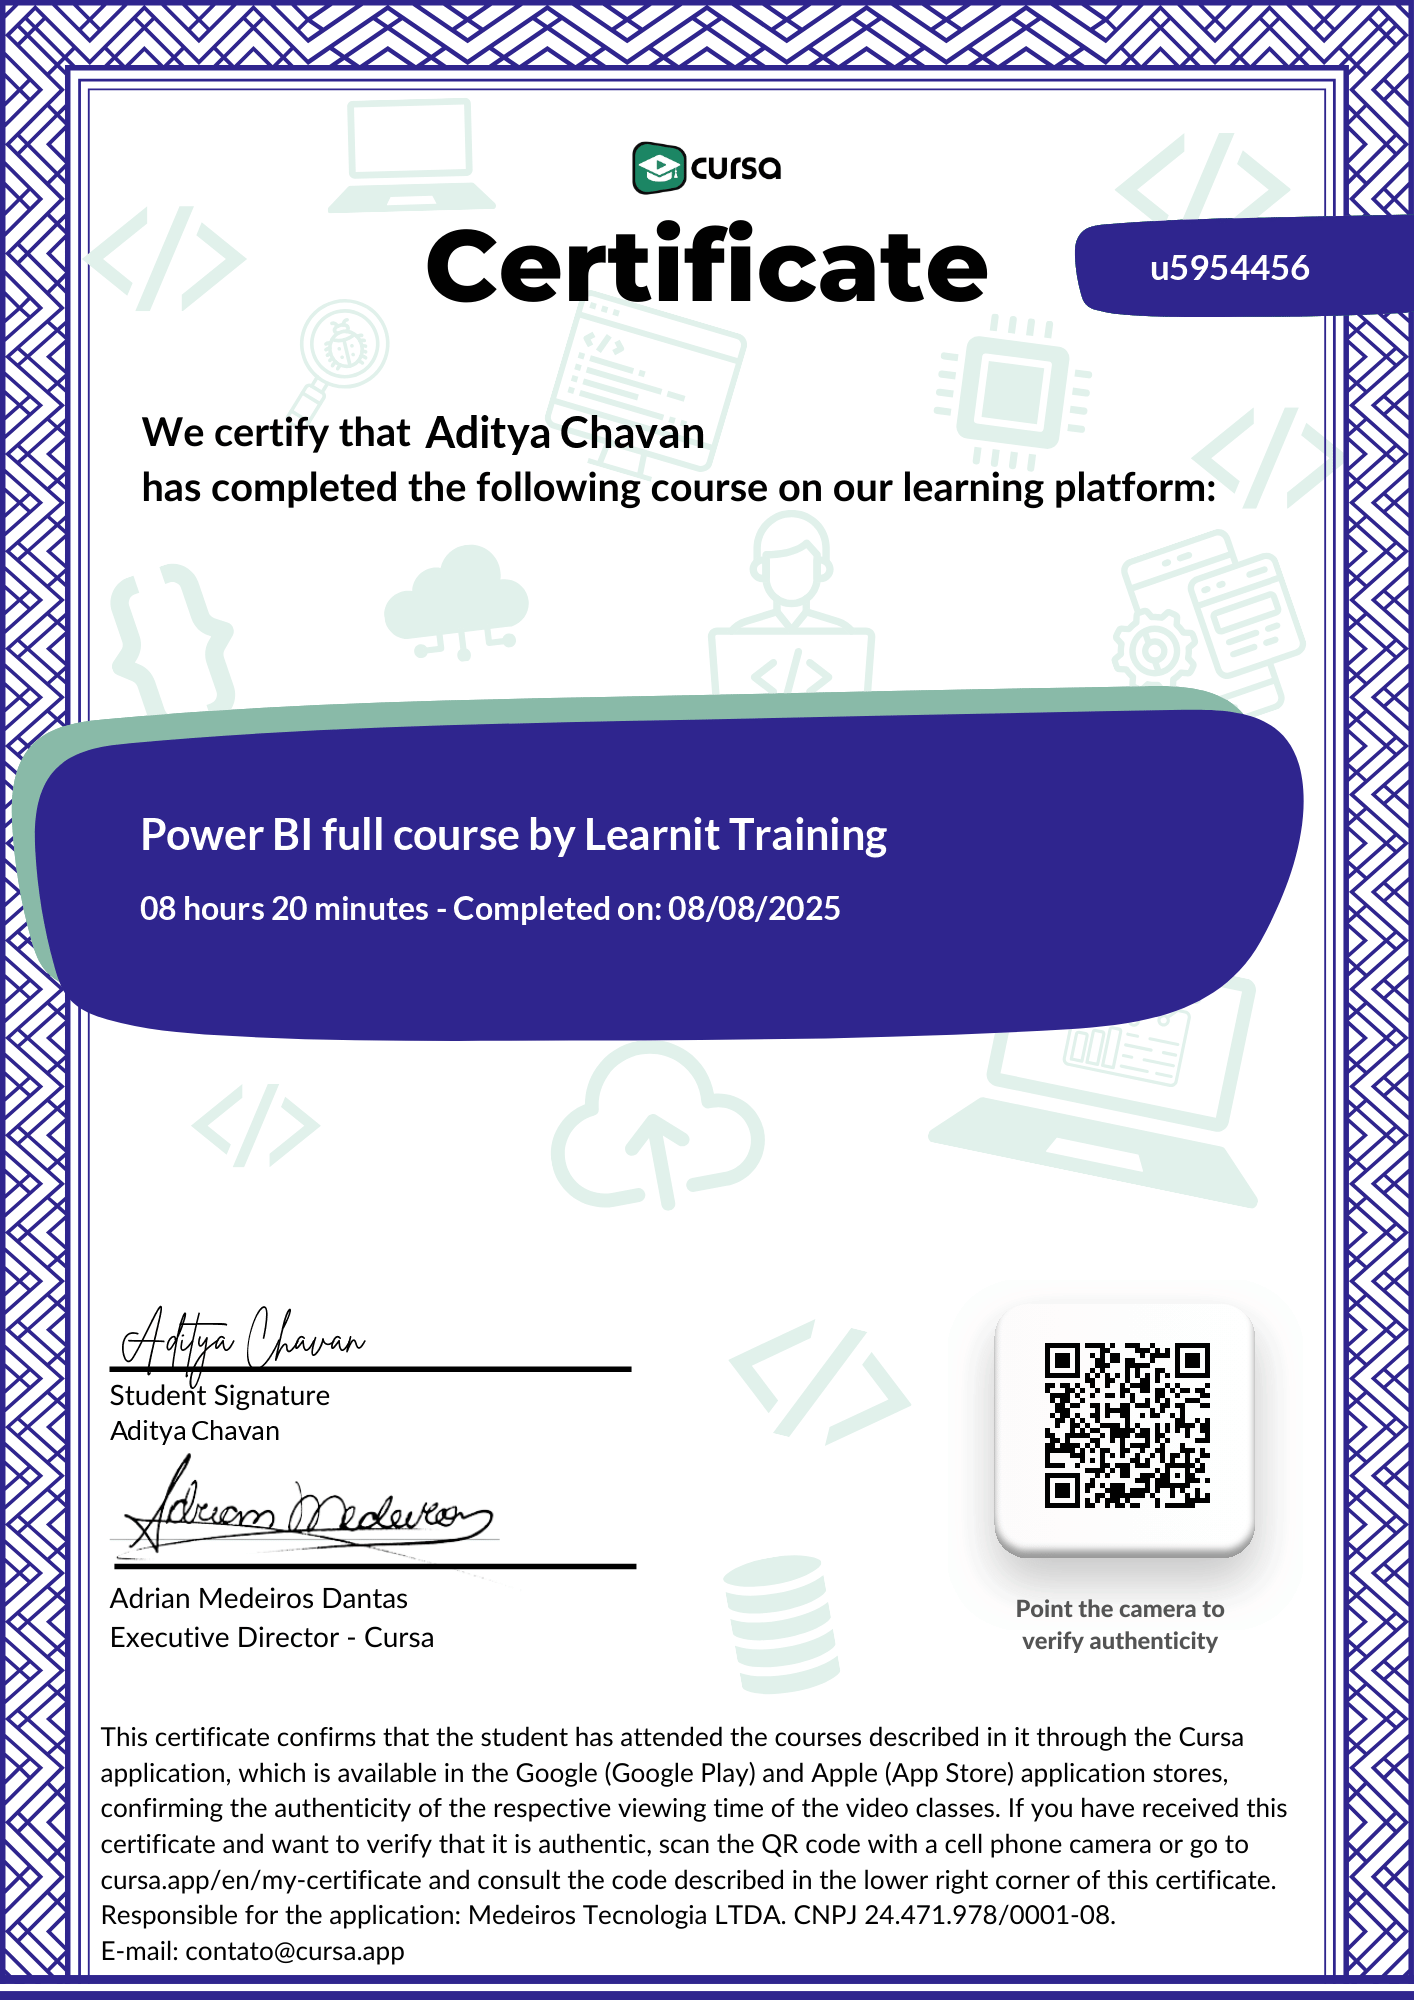 cursa
Certificate
u5954456
We certify that Aditya Chavan
has completed the following course on our learning platform:
Power BI full course by Learnit Training
08 hours 20 minutes - Completed on: 08/08/2025
Aditya Chavan
Student Signature
Aditya Chavan
Adrian Medeiros
Adrian Medeiros Dantas
Executive Director - Cursa
Point the camera to
verify authenticity
This certificate confirms that the student has attended the courses described in it through the Cursa
application, which is available in the Google (Google Play) and Apple (App Store) application stores,
confirming the authenticity of the respective viewing time of the video classes. If you have received this
certificate and want to verify that it is authentic, scan the QR code with a cell phone camera or go to
cursa.app/en/my-certificate and consult the code described in the lower right corner of this certificate.
Responsible for the application: Medeiros Tecnologia LTDA. CNPJ 24.471.978/0001-08.
E-mail: contato@cursa.app